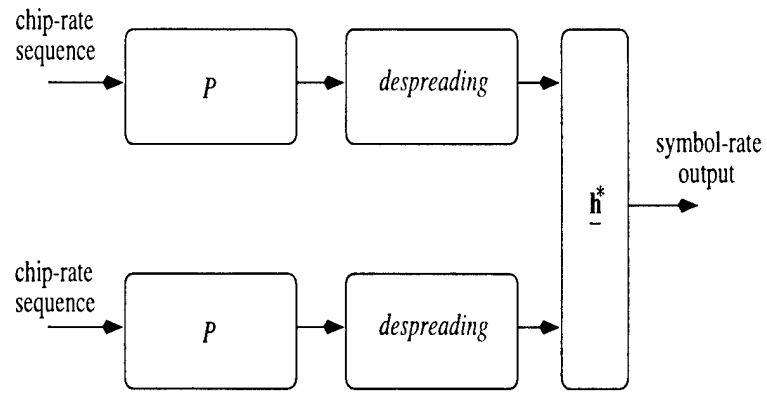 chip-rate
sequence
P
despreading
h*
symbol-rate
output
chip-rate
sequence
P
despreading